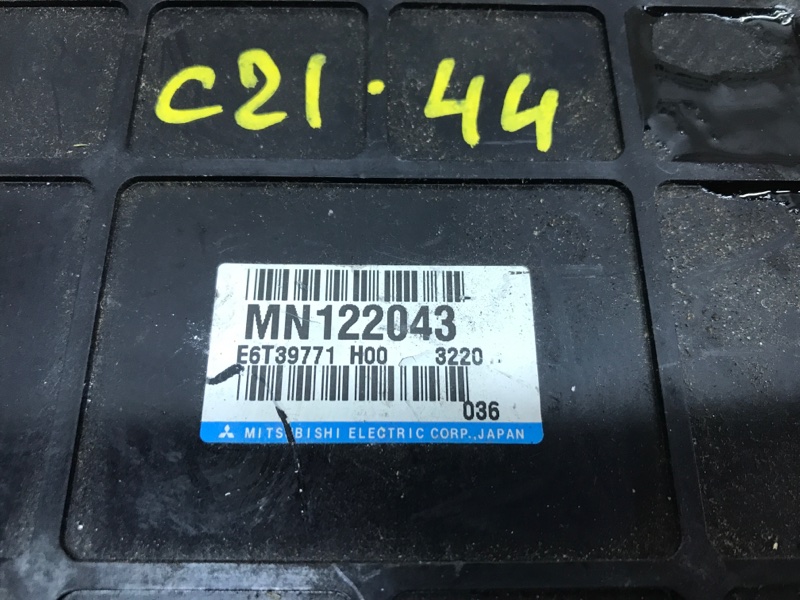 C21·44
MN122043
E6T39771 H00 3220
036
MITSUBISHI ELECTRIC CORP.,JAPAN